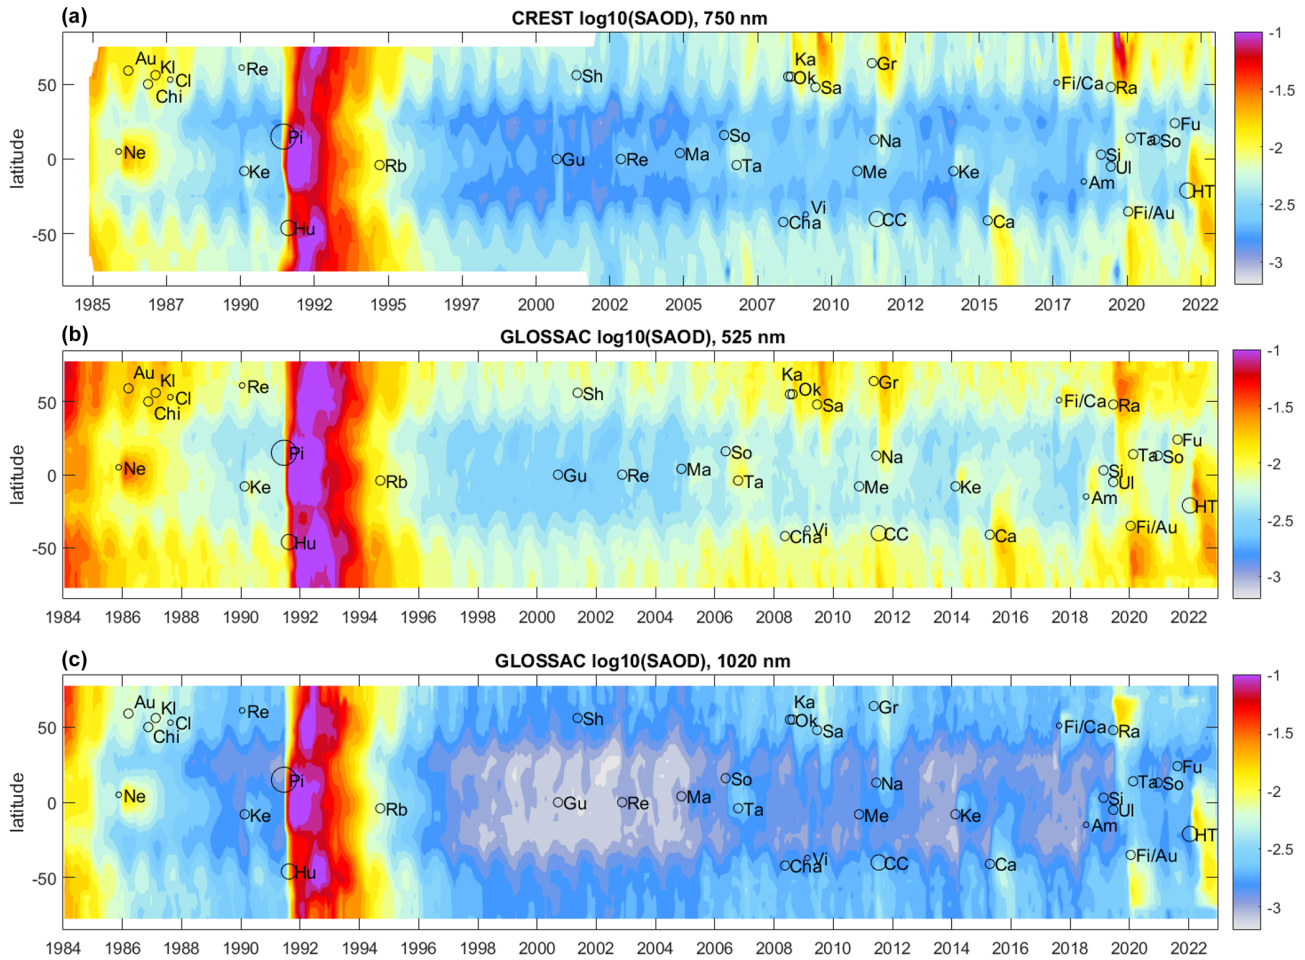 (a)
CREST log10(SAOD), 750 nm
latitude
50
0
-50
Au
Kl
Cl
Chi
Re
Ne
Ke
Pi
Hu
Rb
Sh
Gu
Re
Ma
So
Ta
Ka
Ok
Sa
Vi
Cha
Gr
Na
Me
CC
Ke
Ca
Fi/Ca
Ra
Si
Ul
Am
Ta
So
Fu
Fi/Au
HT
1985 1987 1990 1992 1995 1997 2000 2002 2005 2007 2010 2012 2015 2017 2020 2022
-1
-1.5
-2
-2.5
-3
(b)
GLOSSAC log10(SAOD), 525 nm
latitude
50
0
-50
Au
Kl
Cl
Chi
Re
Ne
Ke
Pi
Hu
Rb
Sh
Gu
Re
Ma
So
Ta
Ka
Ok
Sa
Vi
Cha
Gr
Na
Me
CC
Ke
Ca
Fi/Ca
Ra
Si
Ul
Am
Ta
So
Fu
Fi/Au
HT
1984 1986 1988 1990 1992 1994 1996 1998 2000 2002 2004 2006 2008 2010 2012 2014 2016 2018 2020 2022
-1
-1.5
-2
-2.5
-3
(c)
GLOSSAC log10(SAOD), 1020 nm
latitude
50
0
-50
Au
Kl
Cl
Chi
Re
Ne
Ke
Pi
Hu
Rb
Sh
Gu
Re
Ma
So
Ta
Ka
Ok
Sa
Vi
Cha
Gr
Na
Me
CC
Ke
Ca
Fi/Ca
Ra
Si
Ul
Am
Ta
So
Fu
Fi/Au
HT
1984 1986 1988 1990 1992 1994 1996 1998 2000 2002 2004 2006 2008 2010 2012 2014 2016 2018 2020 2022
-1
-1.5
-2
-2.5
-3